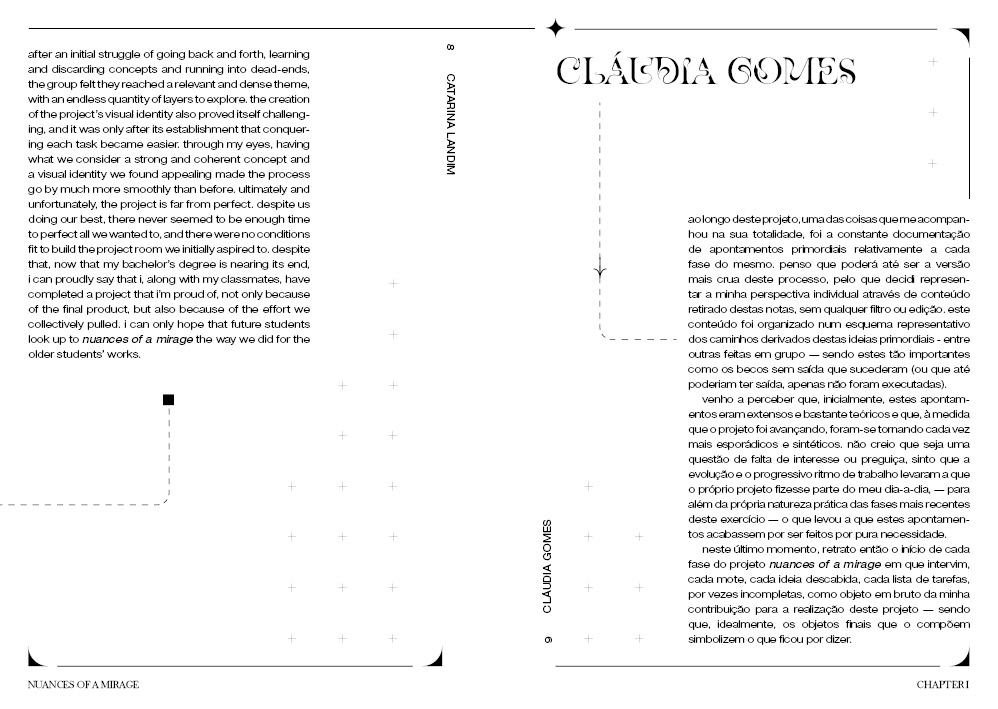 after an initial struggle of going back and forth, learning
and discarding concepts and running into dead-ends,
the group felt they reached a relevant and dense theme,
with an endless quantity of layers to explore. the creation
of the project's visual identity also proved itself challeng-
ing, and it was only after its establishment that conquer-
ing each task became easier. through my eyes, having
what we consider a strong and coherent concept and
a visual identity we found appealing made the process
go by much more smoothly than before. ultimately and
unfortunately, the project is far from perfect. despite us
doing our best, there never seemed to be enough time
to perfect all we wanted to, and there were no conditions
fit to build the project room we initially aspired to. despite
that, now that my bachelor's degree is nearing its end,
i can proudly say that i, along with my classmates, have
completed a project that i'm proud of, not only because
of the final product, but also because of the effort we
collectively pulled. i can only hope that future students
look up to nuances of a mirage the way we did for the
older students' works.
8
CATARINA LANDIM
NUANCES OF A MIRAGE
CLÁUDIA GOMES
ao longo deste projeto, uma das coisas que me acompan-
hou na sua totalidade, foi a constante documentação
de apontamentos primordiais relativamente a cada
fase do mesmo. penso que poderá até ser a versão
mais crua deste processo, pelo que decidi represen-
tar a minha perspectiva individual através de conteúdo
retirado destas notas, sem qualquer filtro ou edição. este
conteúdo foi organizado num esquema representativo
dos caminhos derivados destas ideias primordiais - entre
outras feitas em grupo — sendo estes tão importantes
como os becos sem saída que sucederam (ou que até
poderiam ter saída, apenas não foram executadas).
venho a perceber que, inicialmente, estes apontam-
entos eram extensos e bastante teóricos e que, à medida
que o projeto foi avançando, foram-se tornando cada vez
mais esporádicos e sintéticos. não creio que seja uma
questão de falta de interesse ou preguiça, sinto que a
evolução e o progressivo ritmo de trabalho levaram a que
o próprio projeto fizesse parte do meu dia-a-dia, — para
além da própria natureza prática das fases mais recentes
deste exercício — o que levou a que estes apontamen-
tos acabassem por ser feitos por pura necessidade.
neste último momento, retrato então o início de cada
fase do projeto nuances of a mirage em que intervim,
cada mote, cada ideia descabida, cada lista de tarefas,
por vezes incompletas, como objeto em bruto da minha
contribuição para a realização deste projeto — sendo
que, idealmente, os objetos finais que o compõem
simbolizem o que ficou por dizer.
CLÁUDIA GOMES
9
CHAPTER I